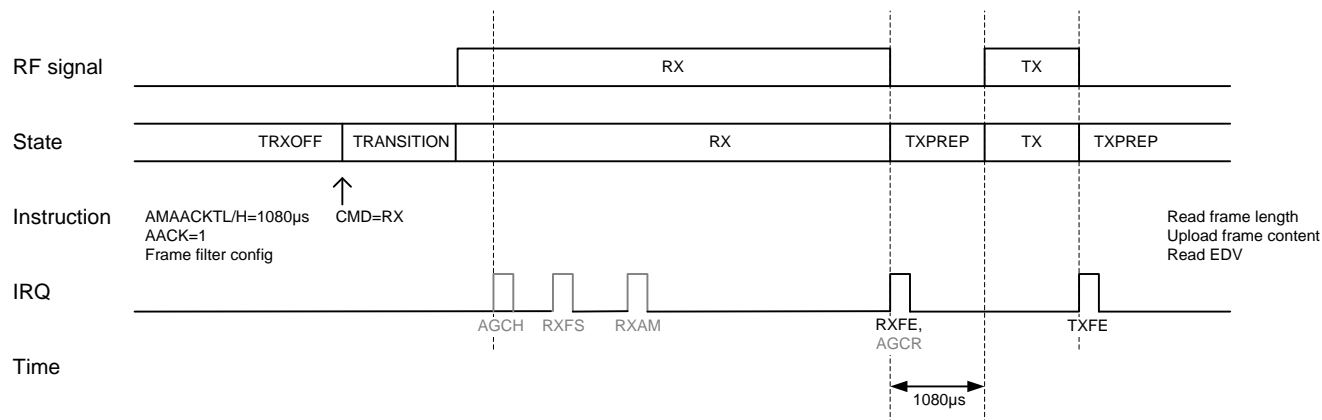 RF signal
RX
TX
State
TRXOFF
TRANSITION
RX
TXPREP
TX
TXPREP
Instruction
AMAACKTL/H=1080µs
AACK=1
Frame filter config
CMD=RX
Read frame length
Upload frame content
Read EDV
IRQ
AGCH
RXFS
RXAM
RXFE,
AGCR
TXFE
Time
1080µs